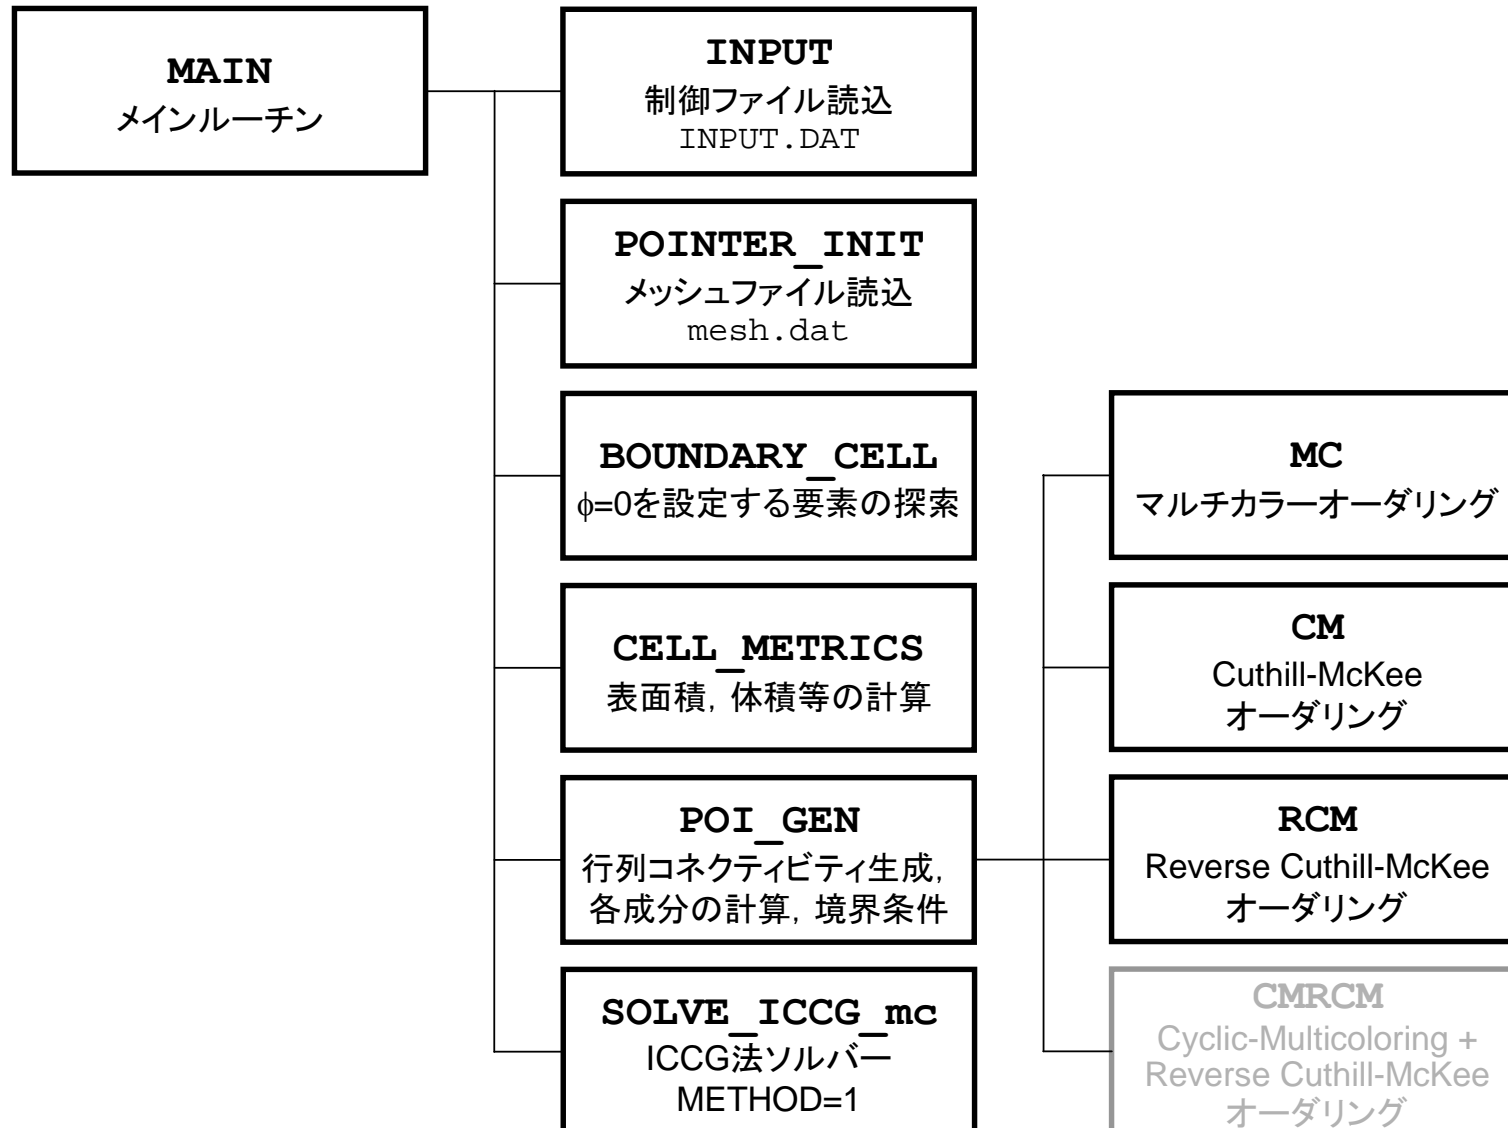 MAIN
メインルーチン
INPUT
制御ファイル読込
INPUT.DAT
POINTER_INIT
メッシュファイル読込
mesh.dat
BOUNDARY_CELL
φ=0を設定する要素の探索
CELL_METRICS
表面積, 体積等の計算
POI_GEN
行列コネクティビティ生成,
各成分の計算, 境界条件
SOLVE_ICCG_mc
ICCG法ソルバー
METHOD=1
MC
マルチカラーオーダリング
CM
Cuthill-McKee
オーダリング
RCM
Reverse Cuthill-McKee
オーダリング
CMRCM
Cyclic-Multicoloring +
Reverse Cuthill-McKee
オーダリング